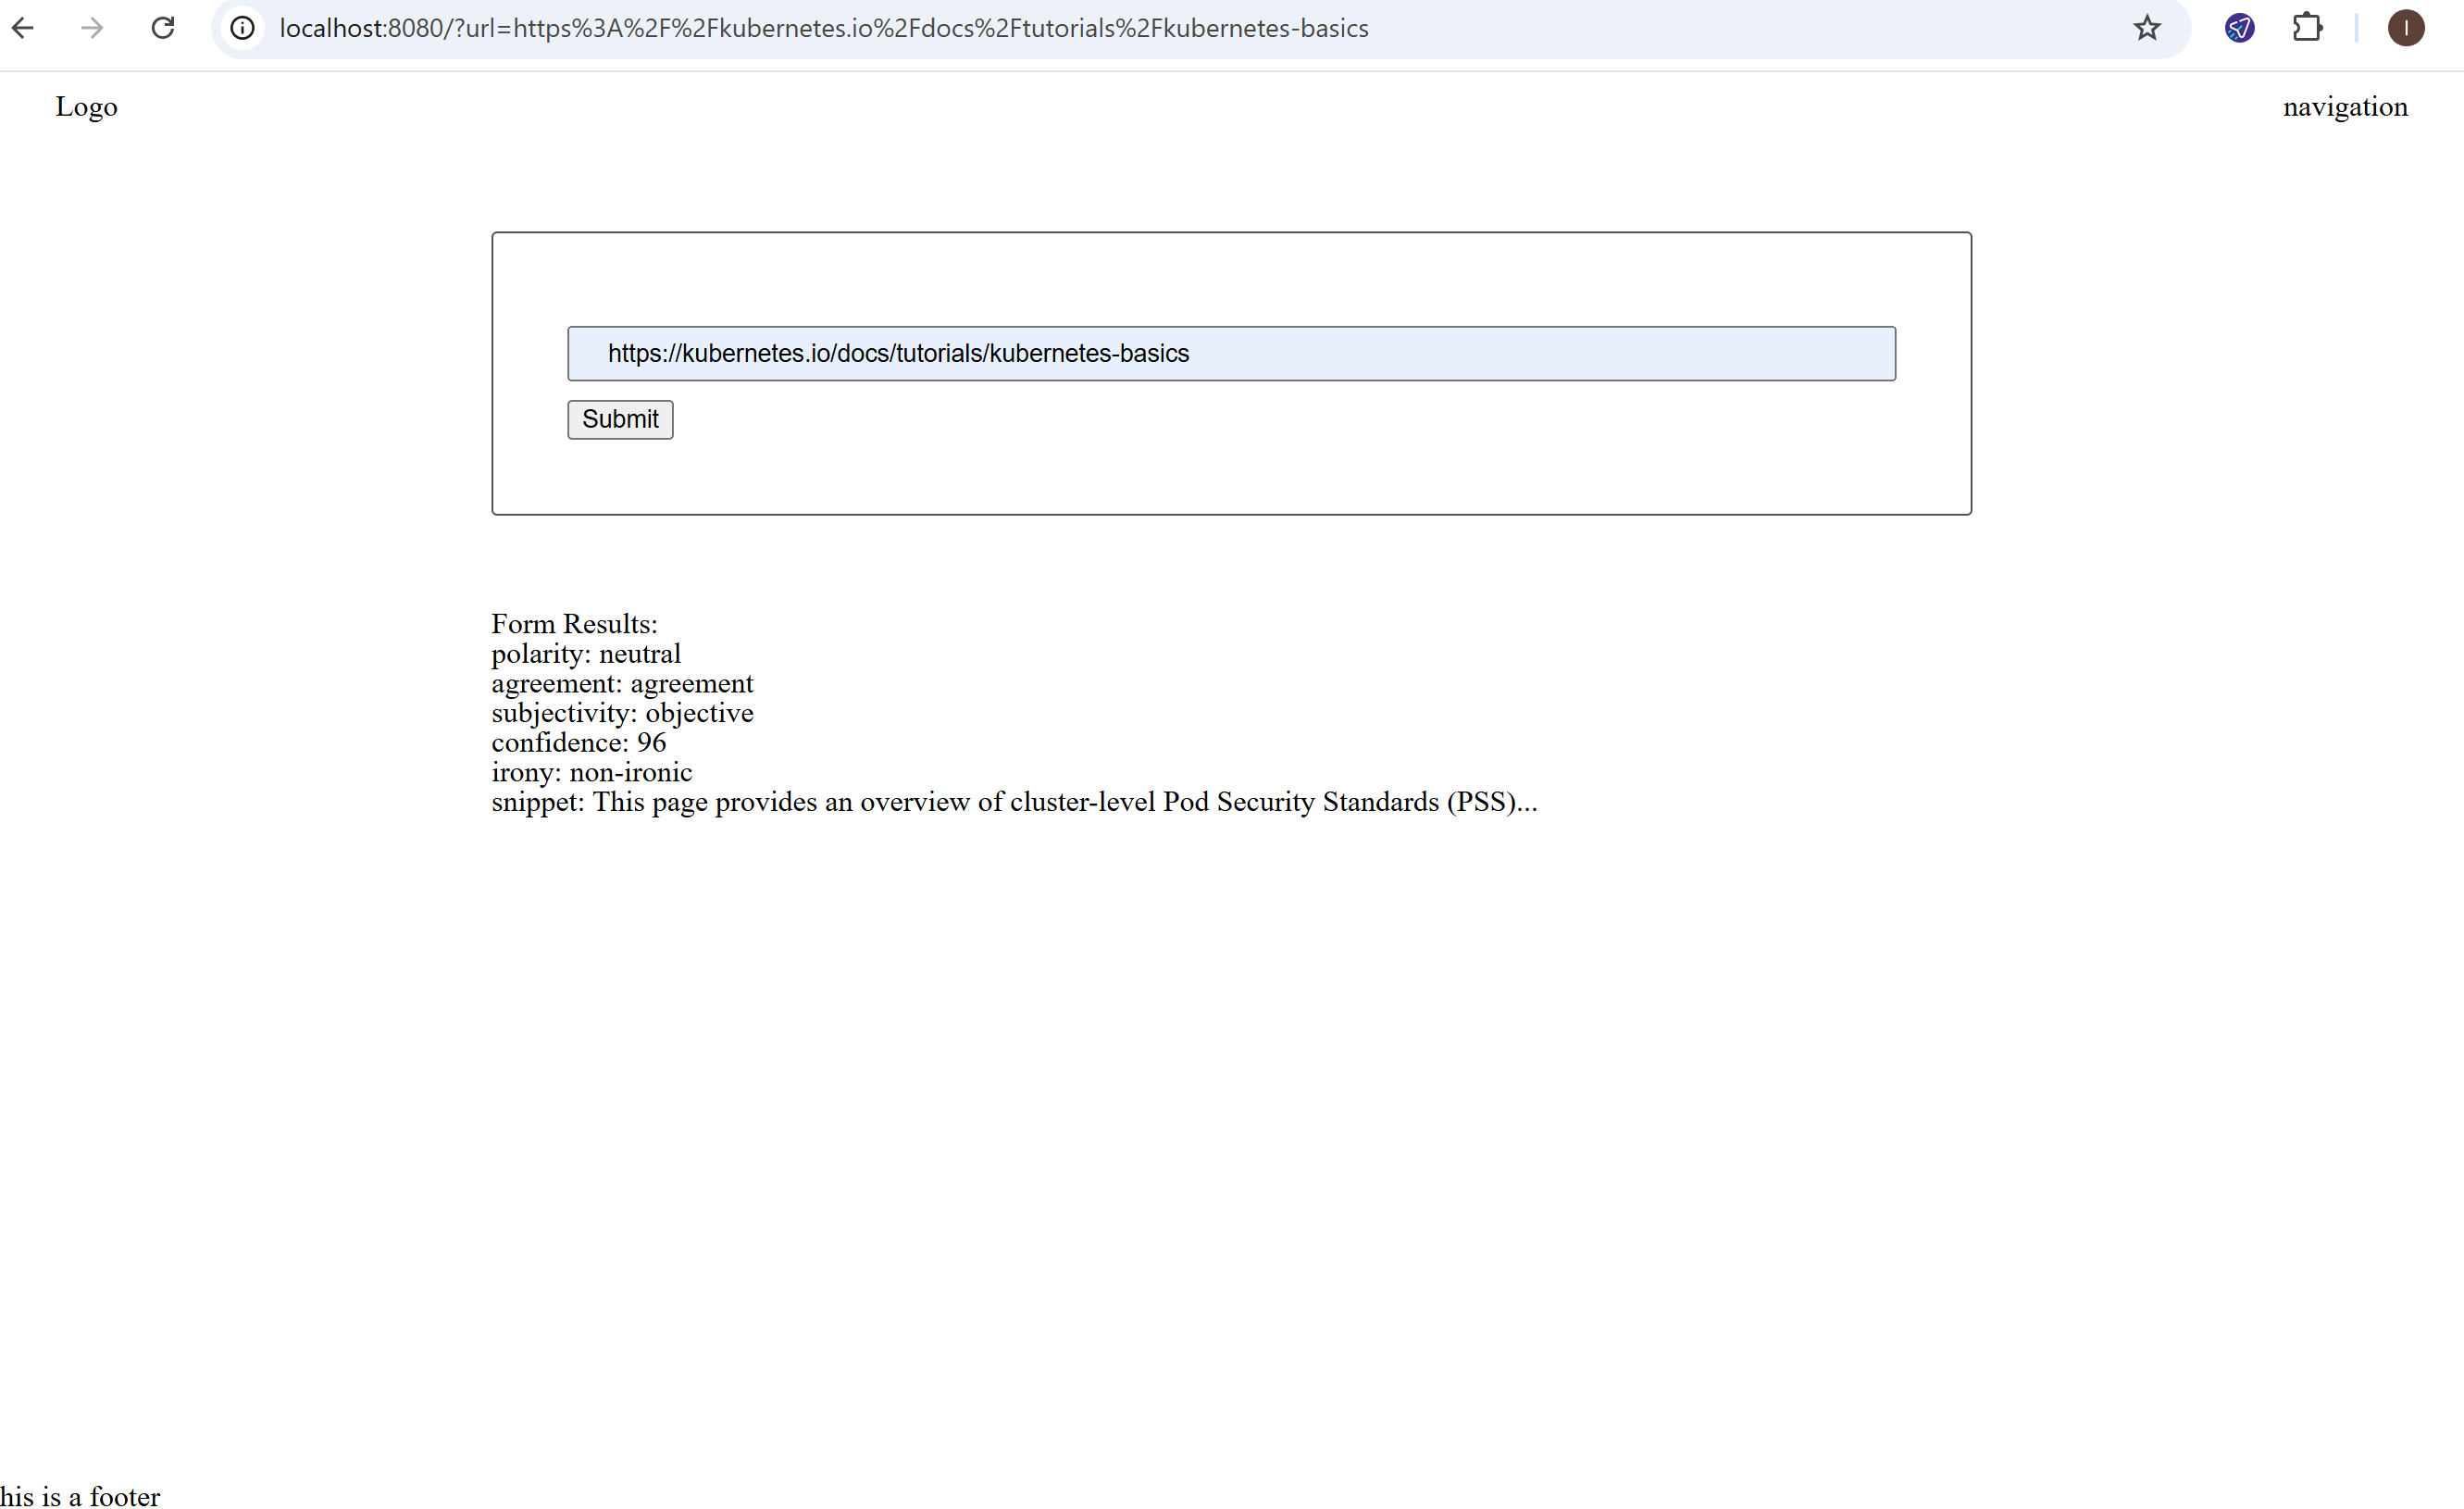 localhost:8080/?url=https%3A%2F%2Fkubernetes.io%2Fdocs%2Ftutorials%2Fkubernetes-basics
I
Logo
navigation
https://kubernetes.io/docs/tutorials/kubernetes-basics
Submit
Form Results:
polarity: neutral
agreement: agreement
subjectivity: objective
confidence: 96
irony: non-ironic
snippet: This page provides an overview of cluster-level Pod Security Standards (PSS)...
his is a footer